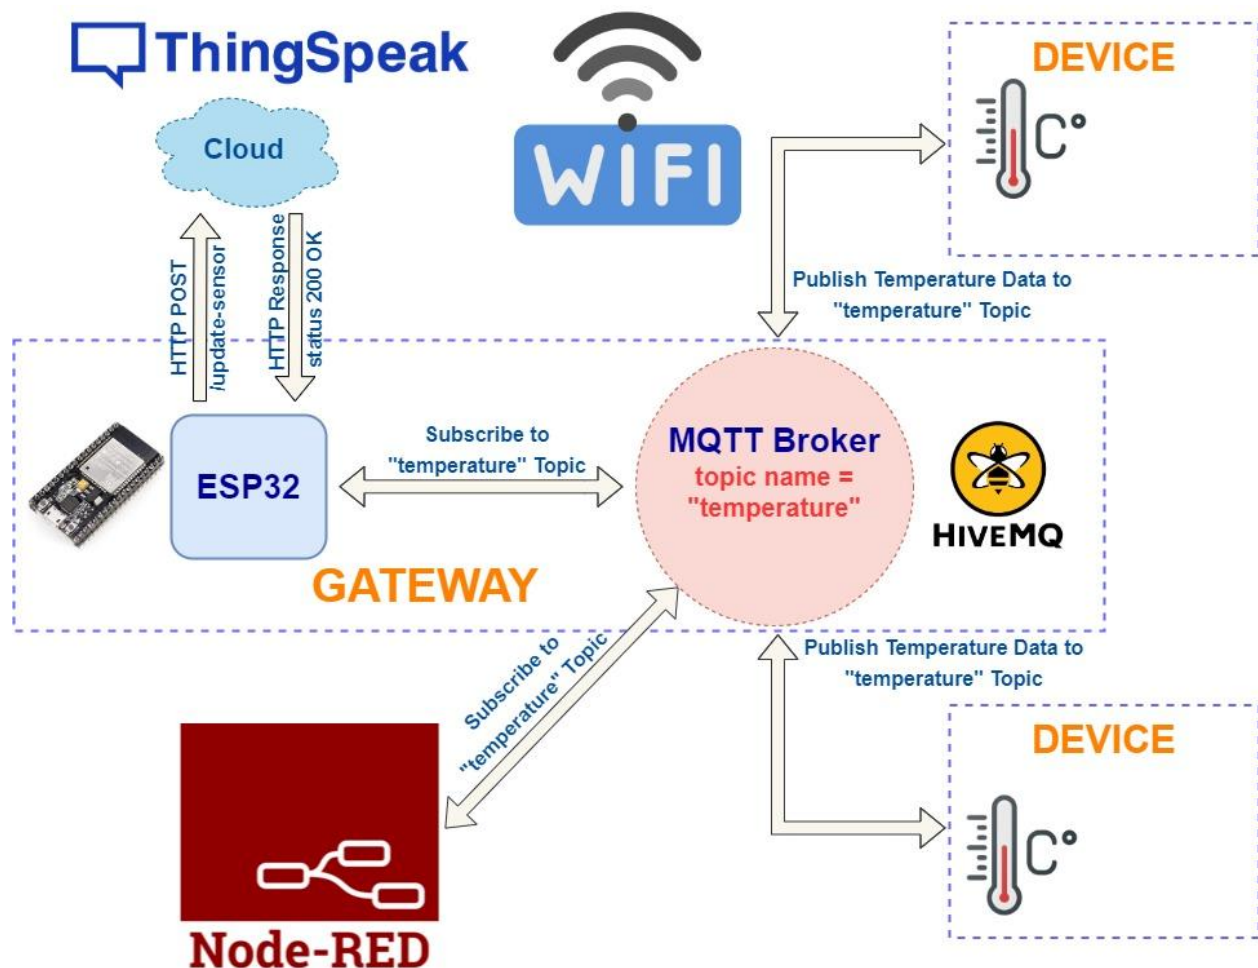 ThingSpeak
Cloud
WIFI
DEVICE
C°
HTTP POST
/update-sensor
HTTP Response
status 200 OK
Publish Temperature Data to
"temperature" Topic
ESP32
Subscribe to
"temperature" Topic
MQTT Broker
topic name =
"temperature"
HIVEMQ
GATEWAY
Subscribe to
"temperature" Topic
Publish Temperature Data to
"temperature" Topic
DEVICE
C°
Node-RED